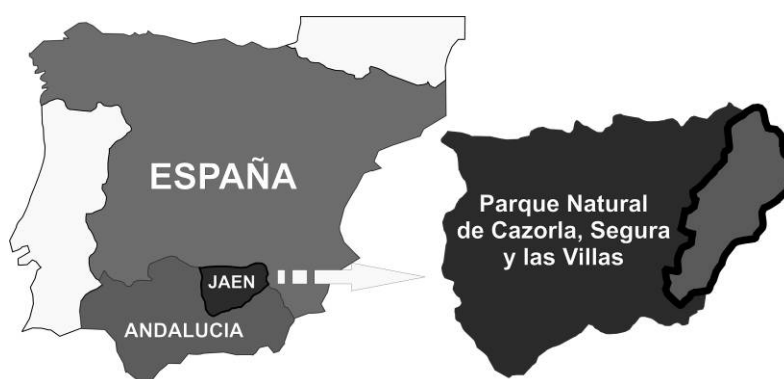 ESPAÑA
JAEN
ANDALUCIA
Parque Natural
de Cazorla, Segura
y las Villas